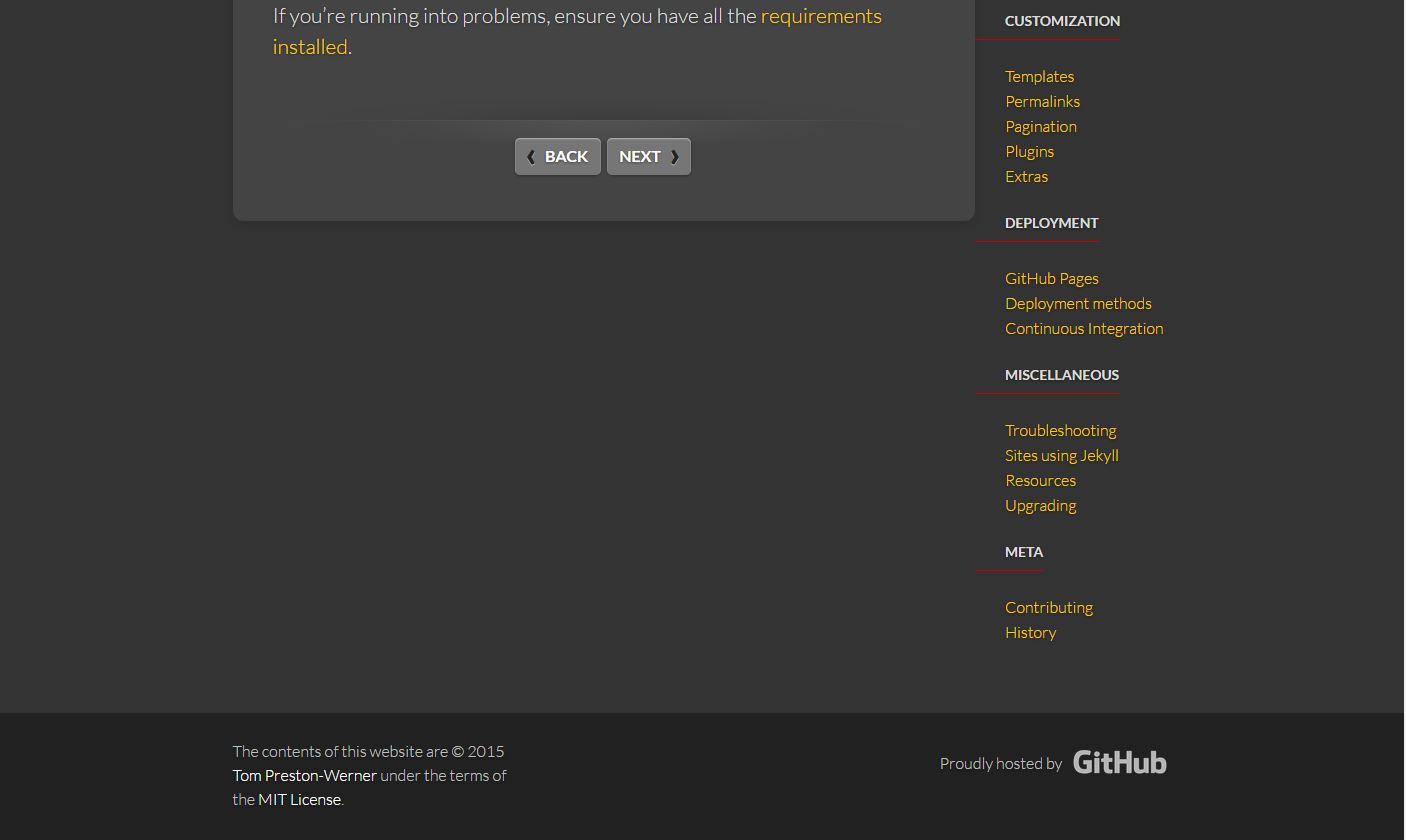 If you’re running into problems, ensure you have all the requirements
installed.
❮ BACK
NEXT ❯
CUSTOMIZATION
Templates
Permalinks
Pagination
Plugins
Extras
DEPLOYMENT
GitHub Pages
Deployment methods
Continuous Integration
MISCELLANEOUS
Troubleshooting
Sites using Jekyll
Resources
Upgrading
META
Contributing
History
The contents of this website are © 2015
Tom Preston-Werner under the terms of
the MIT License.
Proudly hosted by GitHub